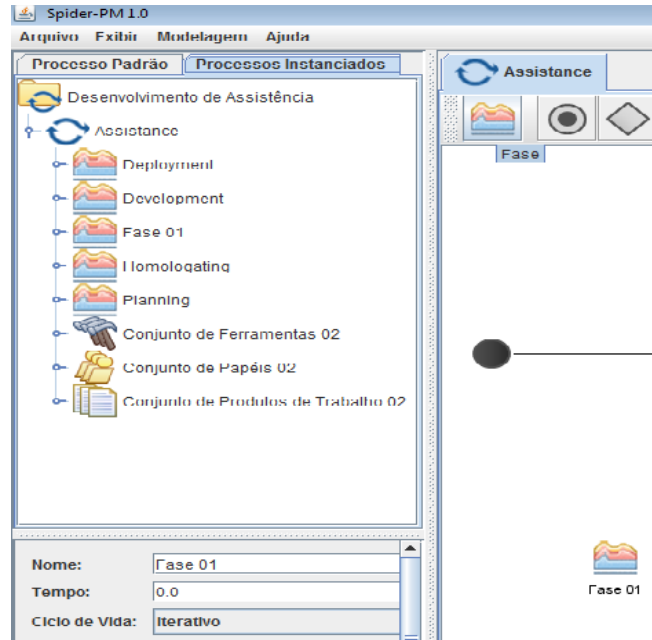 Spider-PM 1.0
Arquivo Exibir Modelagem Ajuda
Processo Padrão Processos Instanciados
Desenvolvimento de Assistência
Assistance
Deployment
Development
Fase 01
Homologating
Planning
Conjunto de Ferramentas 02
Conjunto de Papéis 02
Conjunto de Produtos de Trabalho 02
Nome: Fase 01
Tempo: 0.0
Ciclo de Vida: Iterativo
Assistance
Fase
Fase 01